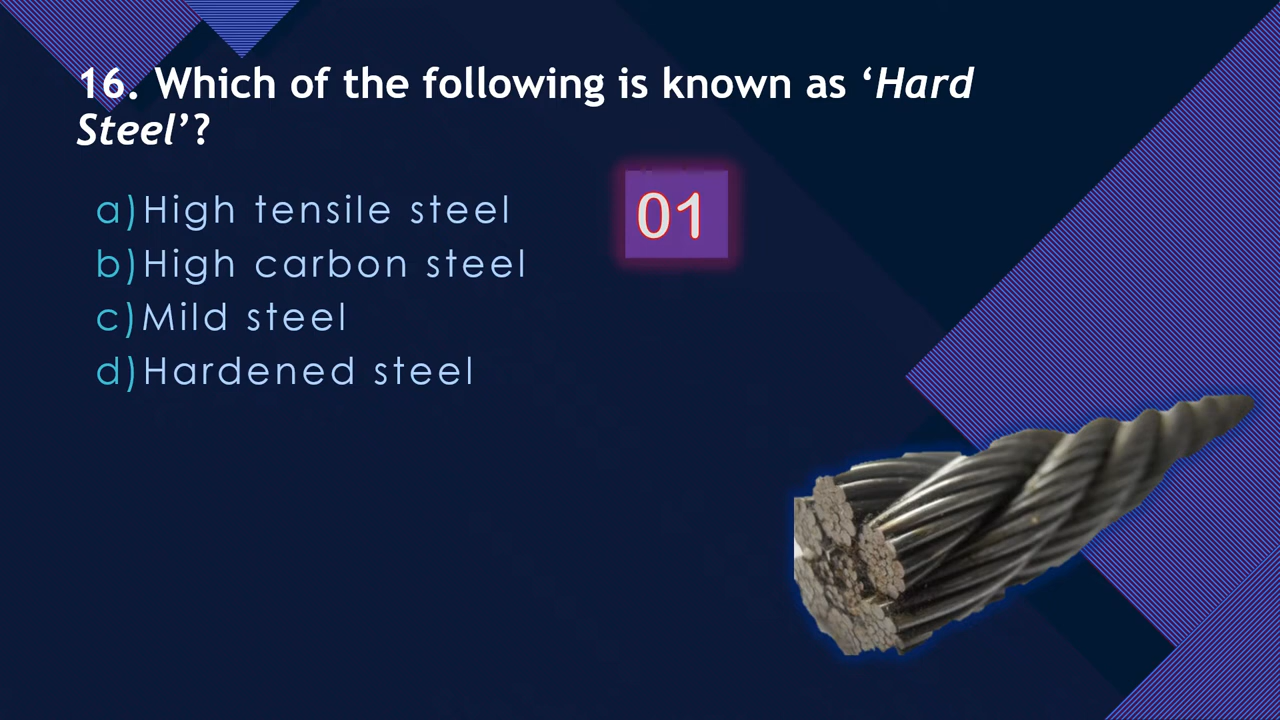 16. Which of the following is known as ‘Hard
Steel’?
a)High tensile steel
01
b)High carbon steel
c)Mild steel
d)Hardened steel